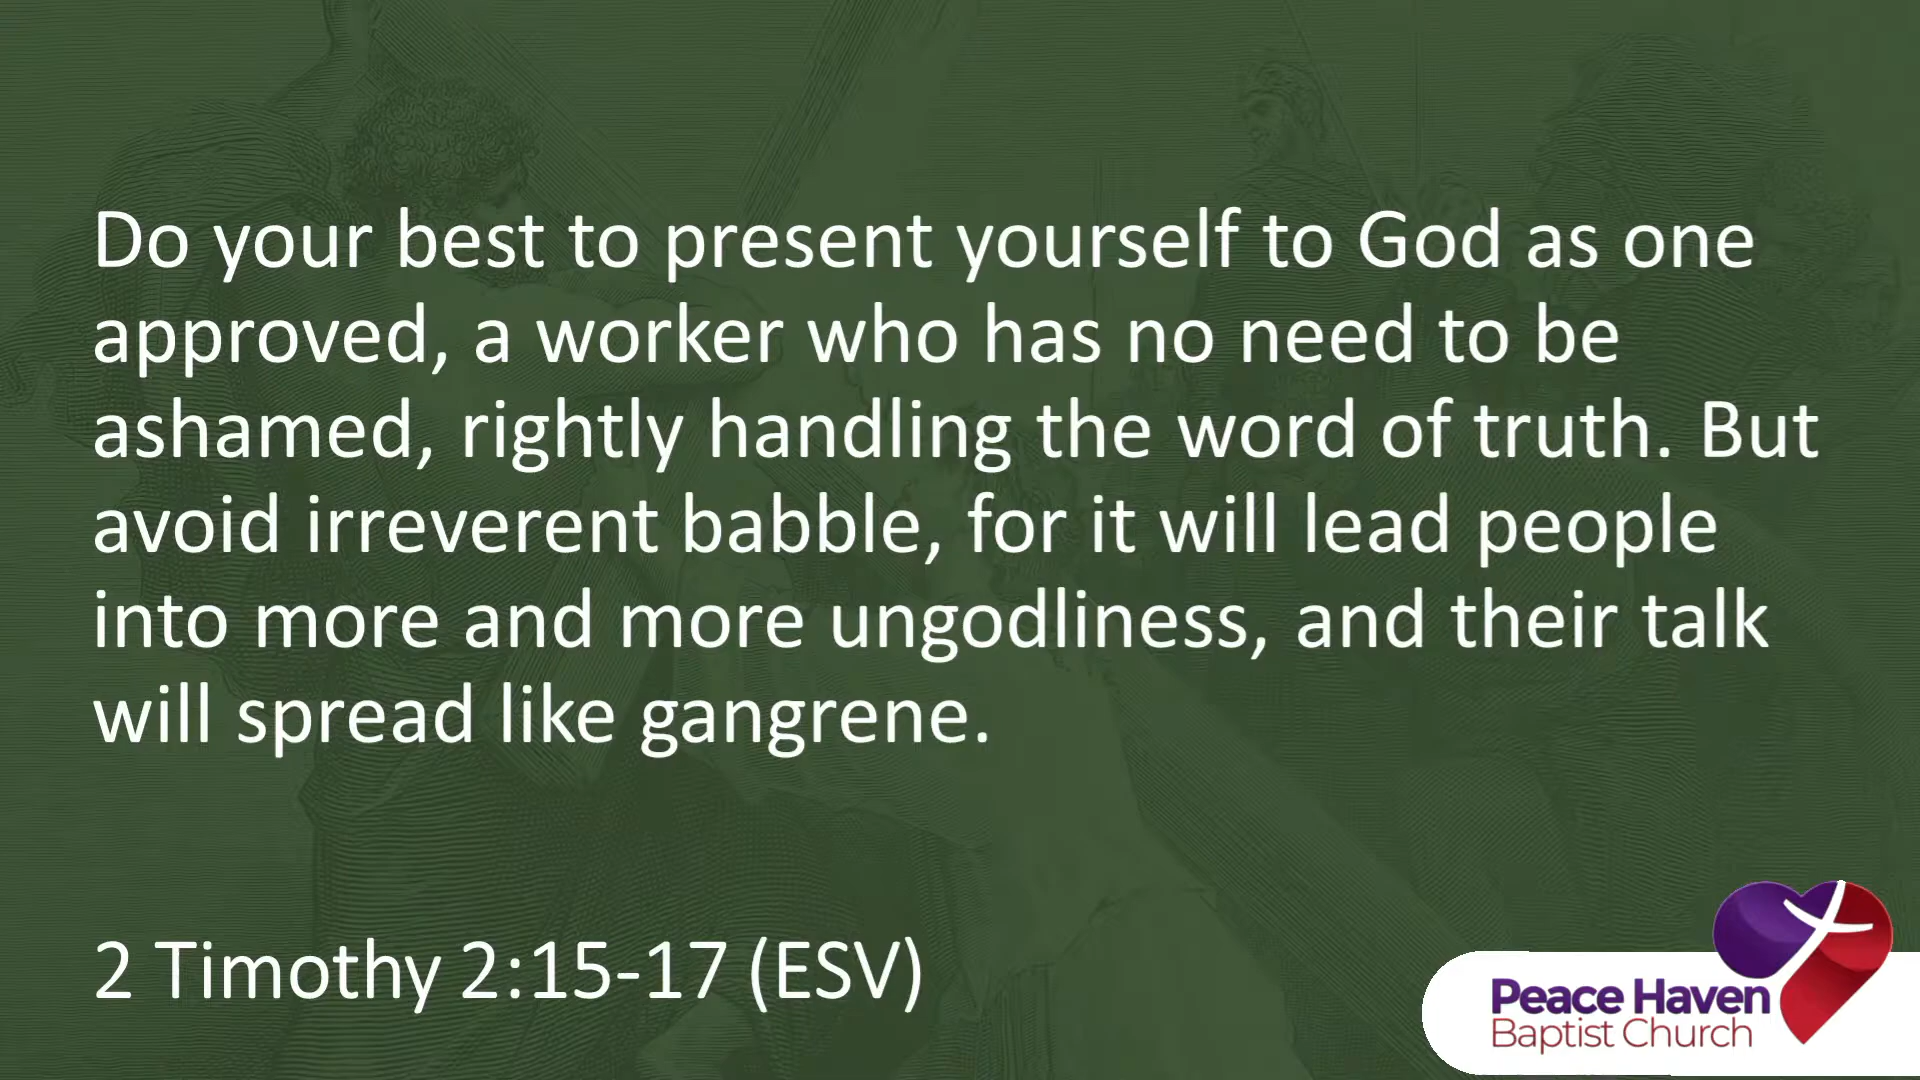 Do your best to present yourself to God as one
approved, a worker who has no need to be
ashamed, rightly handling the word of truth. But
avoid irreverent babble, for it will lead people
into more and more ungodliness, and their talk
will spread like gangrene.
2 Timothy 2:15-17 (ESV)
Peace Haven
Baptist Church